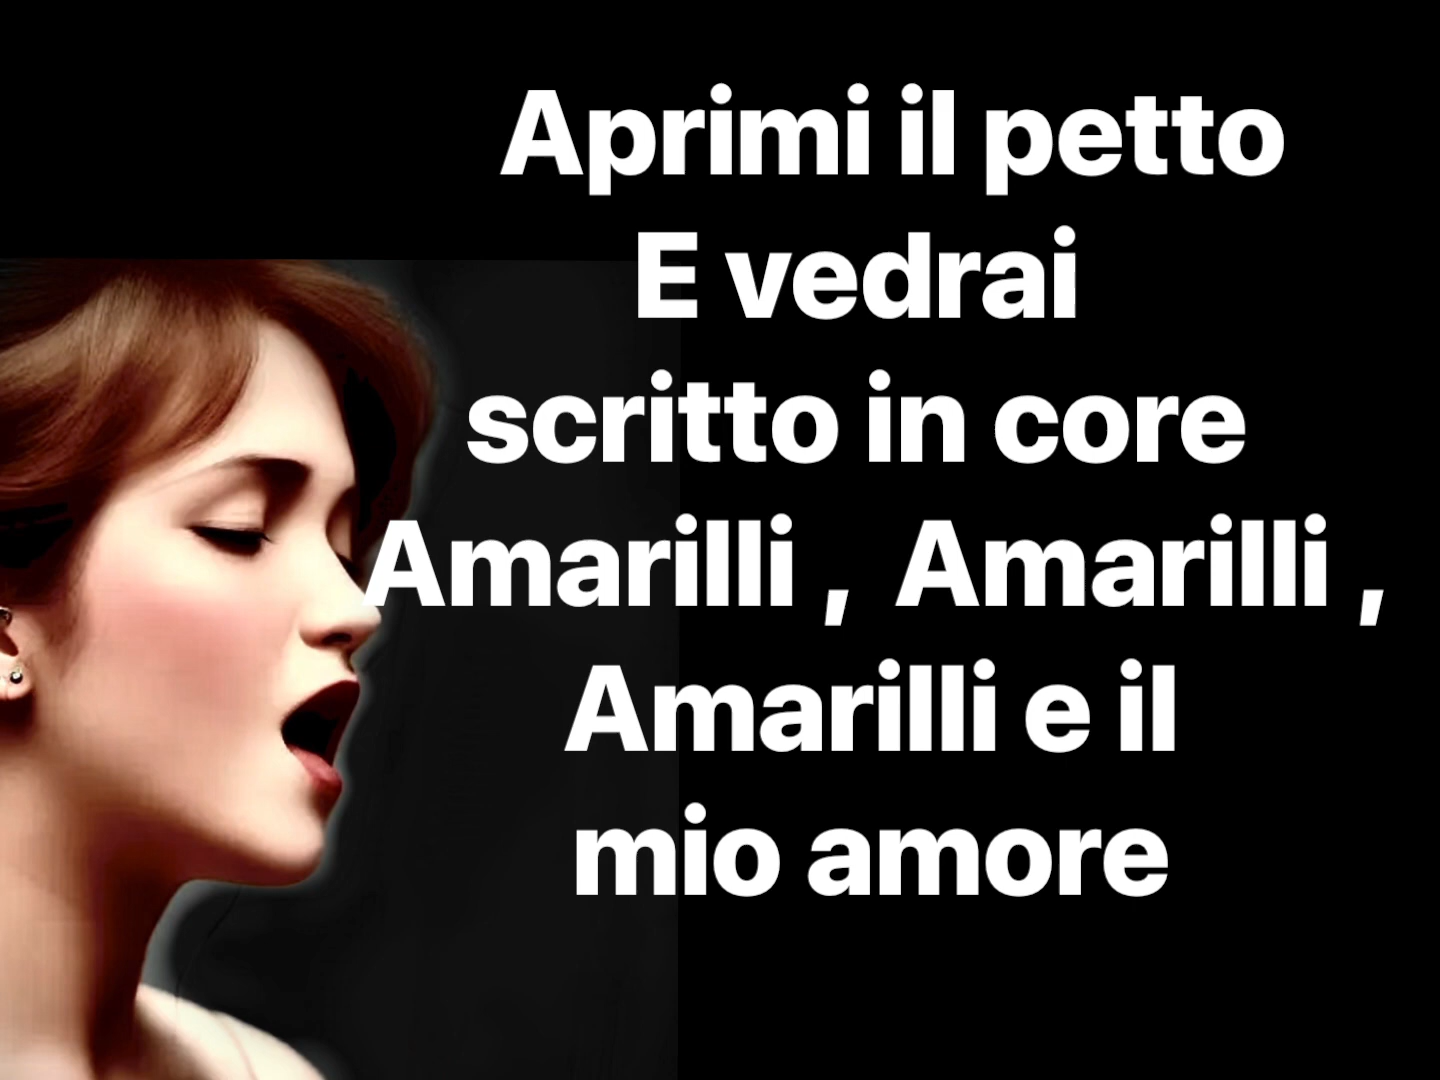 Aprimi il petto
E vedrai
scritto in core
Amarilli , Amarilli ,
Amarilli e il
mio amore